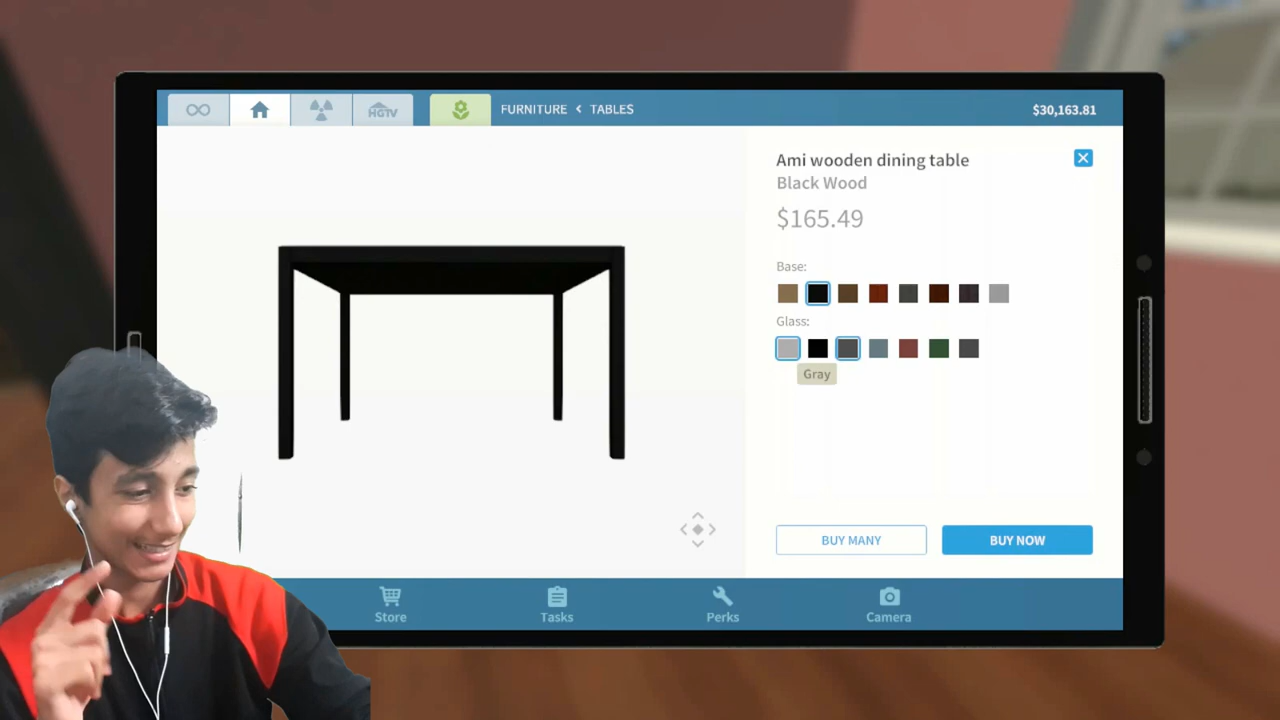 HGTV
FURNITURE < TABLES
$30,163.81
Ami wooden dining table
Black Wood
$165.49
Base:
Glass:
Gray
BUY MANY
BUY NOW
Store
Tasks
Perks
Camera